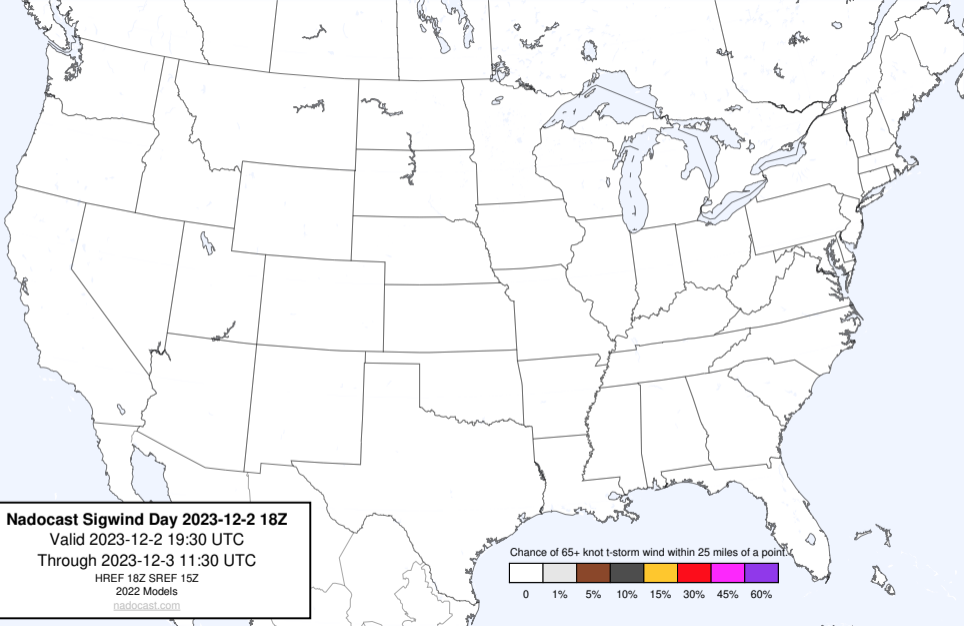 Nadocast Sigwind Day 2023-12-2 18Z
Valid 2023-12-2 19:30 UTC
Through 2023-12-3 11:30 UTC
HREF 18Z SREF 15Z
2022 Models
nadocast.com
Chance of 65+ knot t-storm wind within 25 miles of a point.
0 1% 5% 10% 15% 30% 45% 60%